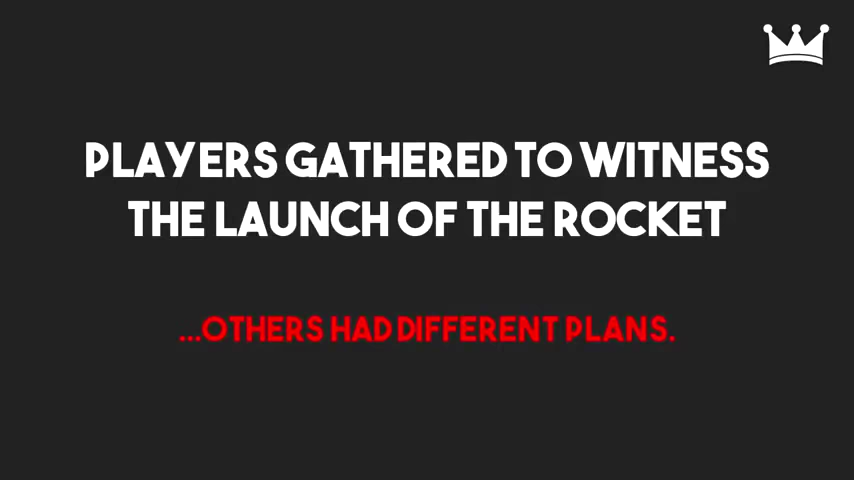 PLAYERS GATHERED TO WITNESS
THE LAUNCH OF THE ROCKET
...OTHERS HAD DIFFERENT PLANS.